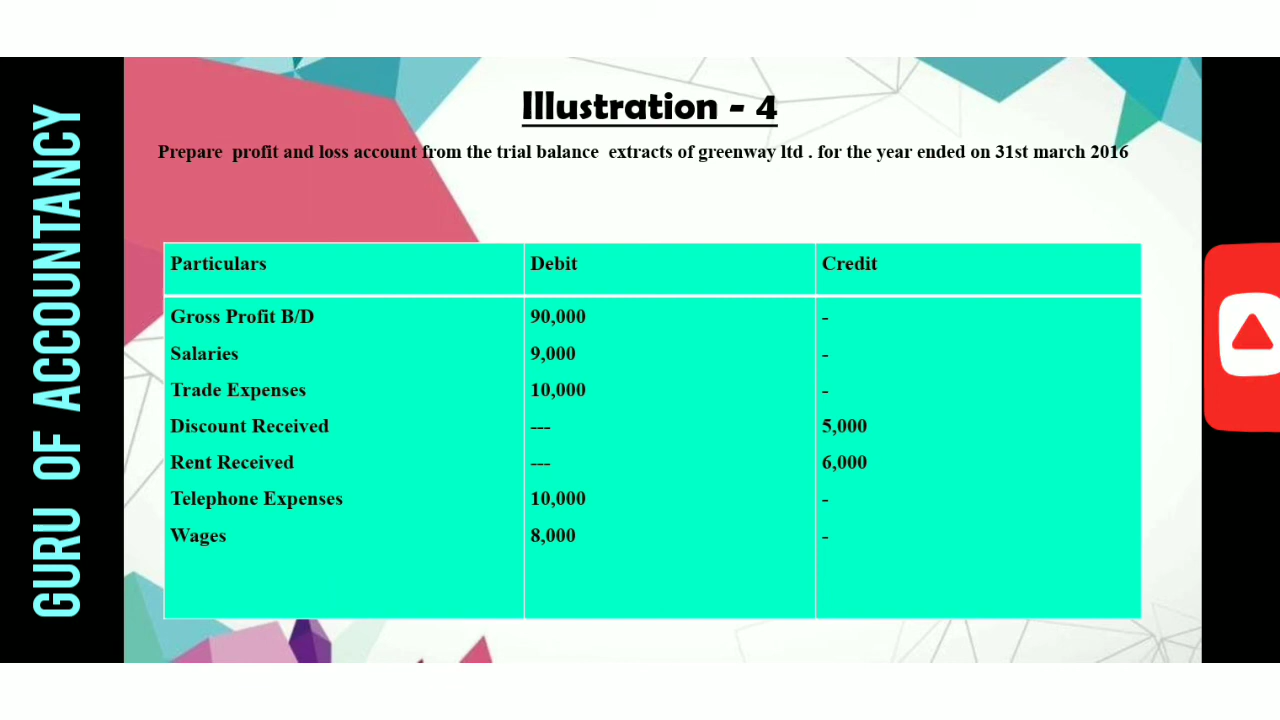 GURU OF ACCOUNTANCY
Illustration - 4
Prepare profit and loss account from the trial balance extracts of greenway ltd . for the year ended on 31st march 2016
Particulars Debit Credit
Gross Profit B/D 90,000 -
Salaries 9,000 -
Trade Expenses 10,000 -
Discount Received --- 5,000
Rent Received --- 6,000
Telephone Expenses 10,000 -
Wages 8,000 -